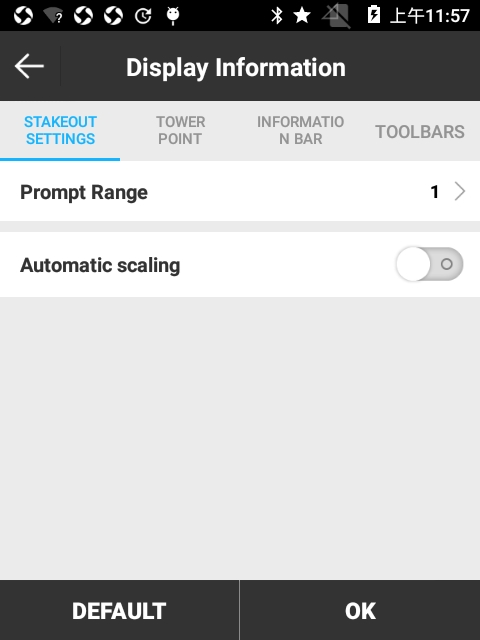 上午11:57
Display Information
STAKEOUT
SETTINGS
TOWER
POINT
INFORMATIO
N BAR
TOOLBARS
Prompt Range
1
Automatic scaling
DEFAULT
OK